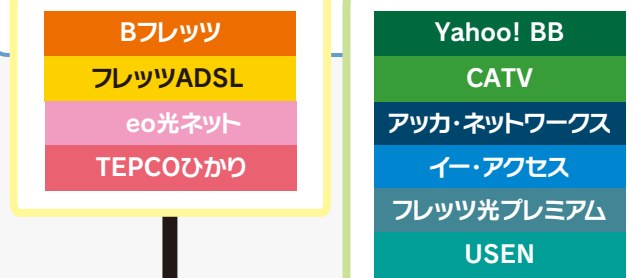 Bフレッツ
フレッツADSL
eo光ネット
TEPCOひかり
Yahoo! BB
CATV
アッカ・ネットワークス
イー・アクセス
フレッツ光プレミアム
USEN